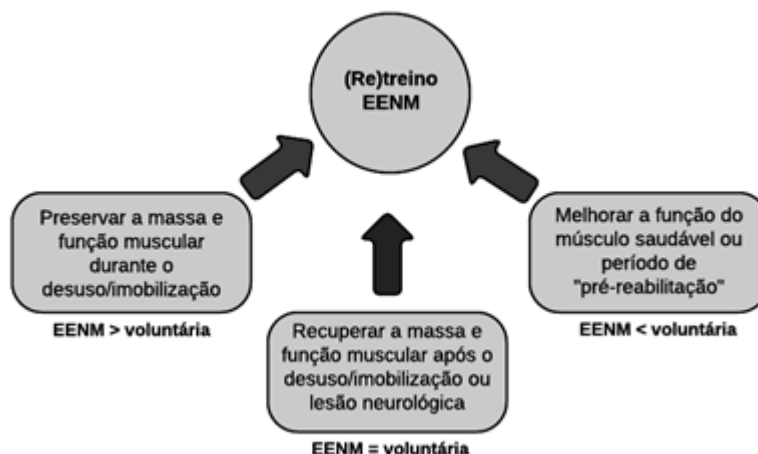 (Re)treino
EENM
Preservar a massa e
função muscular
durante o
desuso/imobilização
EENM > voluntária
Recuperar a massa e
função muscular após o
desuso/imobilização ou
lesão neurológica
EENM = voluntária
Melhorar a função do
músculo saudável ou
período de
"pré-reabilitação"
EENM < voluntária